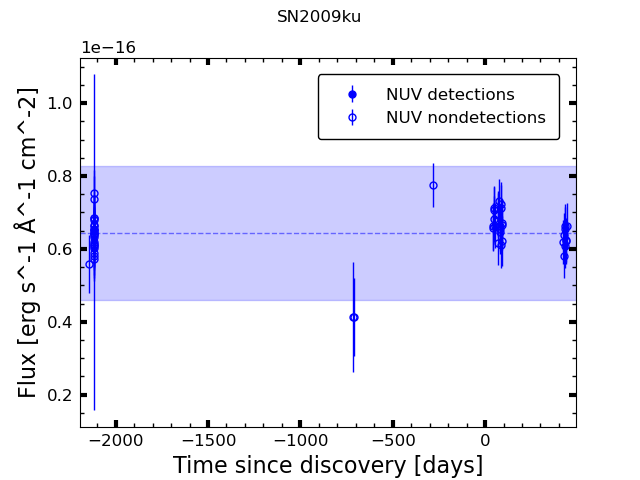 SN2009ku
1e−16
NUV detections
NUV nondetections
1.0
0.8
0.6
0.4
0.2
Flux [erg s^-1 Å^-1 cm^-2]
−2000 −1500 −1000 −500 0
Time since discovery [days]